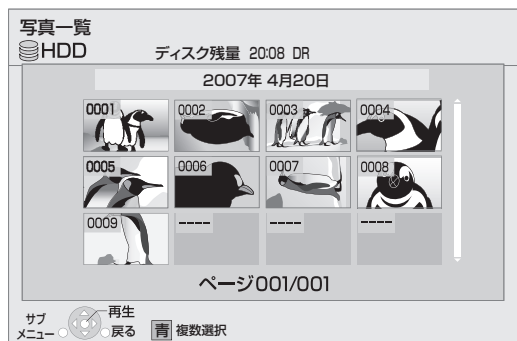 写真一覧
HDD ディスク残量 20:08 DR
2007年 4月20日
0001 0002 0003 0004
0005 0006 0007 0008
0009 ---- ---- ----
ページ001/001
サブ 再生
メニュー 戻る 青 複数選択